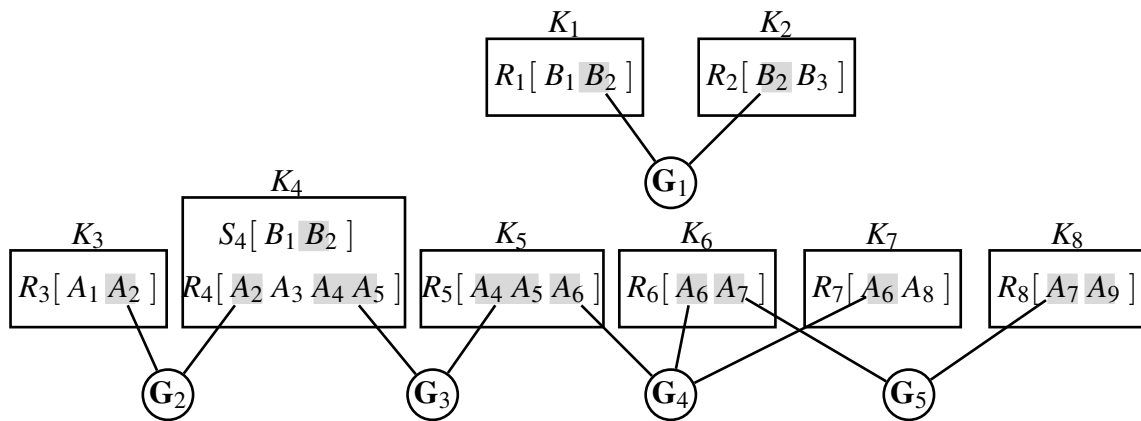 K₁ K₂
R₁[ B₁ B₂ ] R₂[ B₂ B₃ ]
G₁
K₄
S₄[ B₁ B₂ ]
K₃ K₅ K₆ K₇ K₈
R₃[ A₁ A₂ ] R₄[ A₂ A₃ A₄ A₅ ] R₅[ A₄ A₅ A₆ ] R₆[ A₆ A₇ ] R₇[ A₆ A₈ ] R₈[ A₇ A₉ ]
G₂ G₃ G₄ G₅